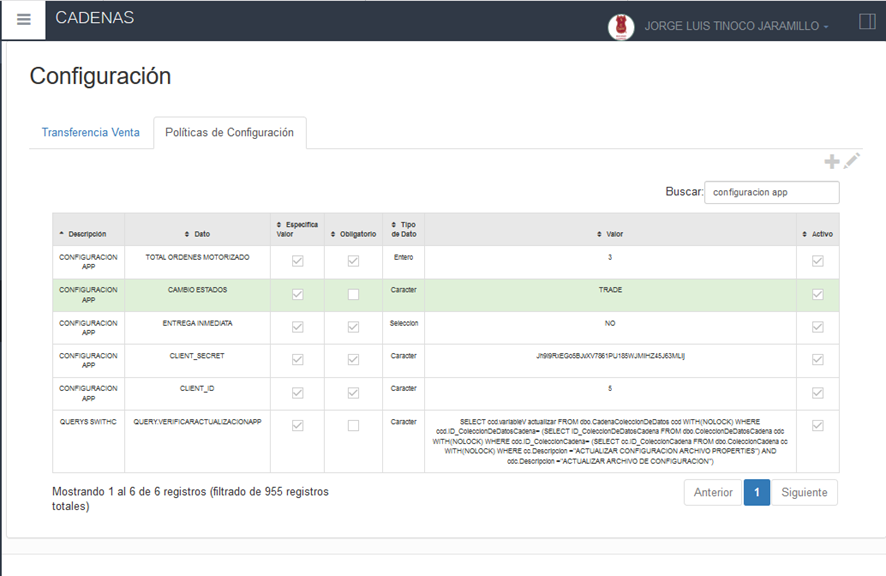 CADENAS
JORGE LUIS TINOCO JARAMILLO
Configuración
Transferencia Venta
Políticas de Configuración
Buscar: configuracion app
Descripción Dato Especifica Valor Obligatorio Tipo de Dato Valor Activo
CONFIGURACION APP TOTAL ORDENES MOTORIZADO Entero 3
CONFIGURACION APP CAMBIO ESTADOS Caracter TRADE
CONFIGURACION APP ENTREGA INMEDIATA Seleccion NO
CONFIGURACION APP CLIENT_SECRET Caracter
CONFIGURACION APP CLIENT_ID Caracter 5
QUERYS SWITHC QUERY.VERIFICARACTUALIZACIONAPP Caracter SELECT ccd.variableV actualizar FROM dbo.CadenaColeccionDeDatos ccd WITH(NOLOCK) WHERE
ccd.ID_ColeccionDeDatosCadena= (SELECT ID_ColeccionDeDatosCadena FROM dbo.ColeccionDeDatosCadena cdc
WITH(NOLOCK) WHERE cdc.ID_ColeccionCadena= (SELECT cc.ID_ColeccionCadena FROM dbo.ColeccionCadena cc
WITH(NOLOCK) WHERE cc.Descripcion ="ACTUALIZAR CONFIGURACION ARCHIVO PROPERTIES") AND
cdc.Descripcion ="ACTUALIZAR ARCHIVO DE CONFIGURACION")
Mostrando 1 al 6 de 6 registros (filtrado de 955 registros
totales)
Anterior 1 Siguiente